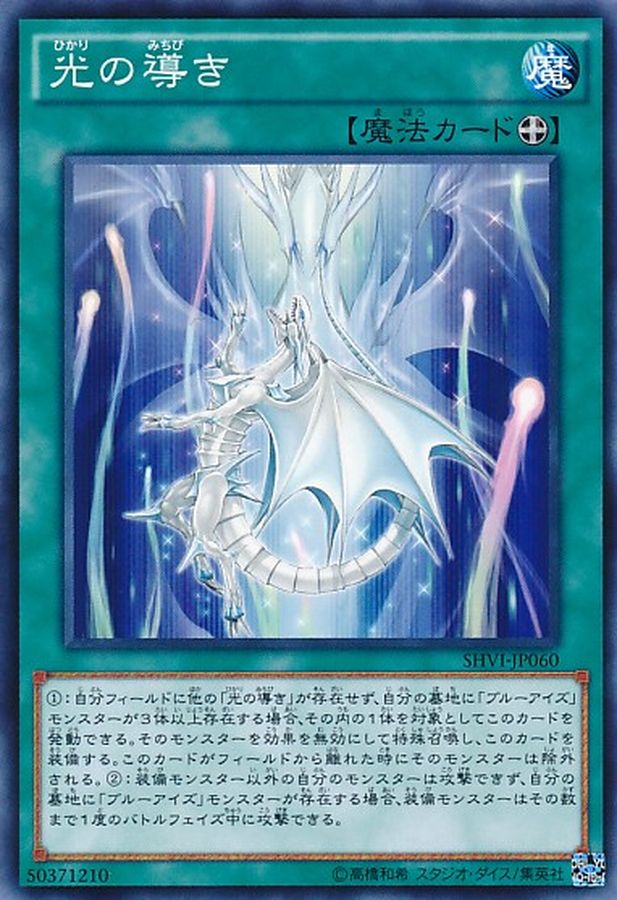 光の導き
魔
【魔法カード】
SHVI-JP060
①：自分フィールドに他の「光の導き」が存在せず、自分の墓地に「ブルーアイズ」
モンスターが３体以上存在する場合、その内の１体を対象としてこのカードを
発動できる。そのモンスターを効果を無効にして特殊召喚し、このカードを
装備する。このカードがフィールドから離れた時にそのモンスターは除外
される。②：装備モンスター以外の自分のモンスターは攻撃できず、自分の
墓地に「ブルーアイズ」モンスターが存在する場合、装備モンスターはその数
まで１度のバトルフェイズ中に攻撃できる。
50371210 ©高橋和希 スタジオ・ダイス/集英社